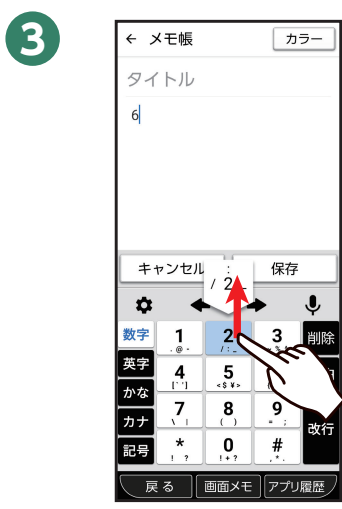 3
← メモ帳 カラー
タイトル
6
キャンセル 保存
:
/ 2 _
数字 1 2 3 削除
. @ - / : _
英字 4 5
[ ` ' ] < $ ¥ >
かな
カナ 7 8 9 改行
\ | ( ) = ;
記号 * 0 #
! ? ! + ? , * .
戻る 画面メモ アプリ履歴